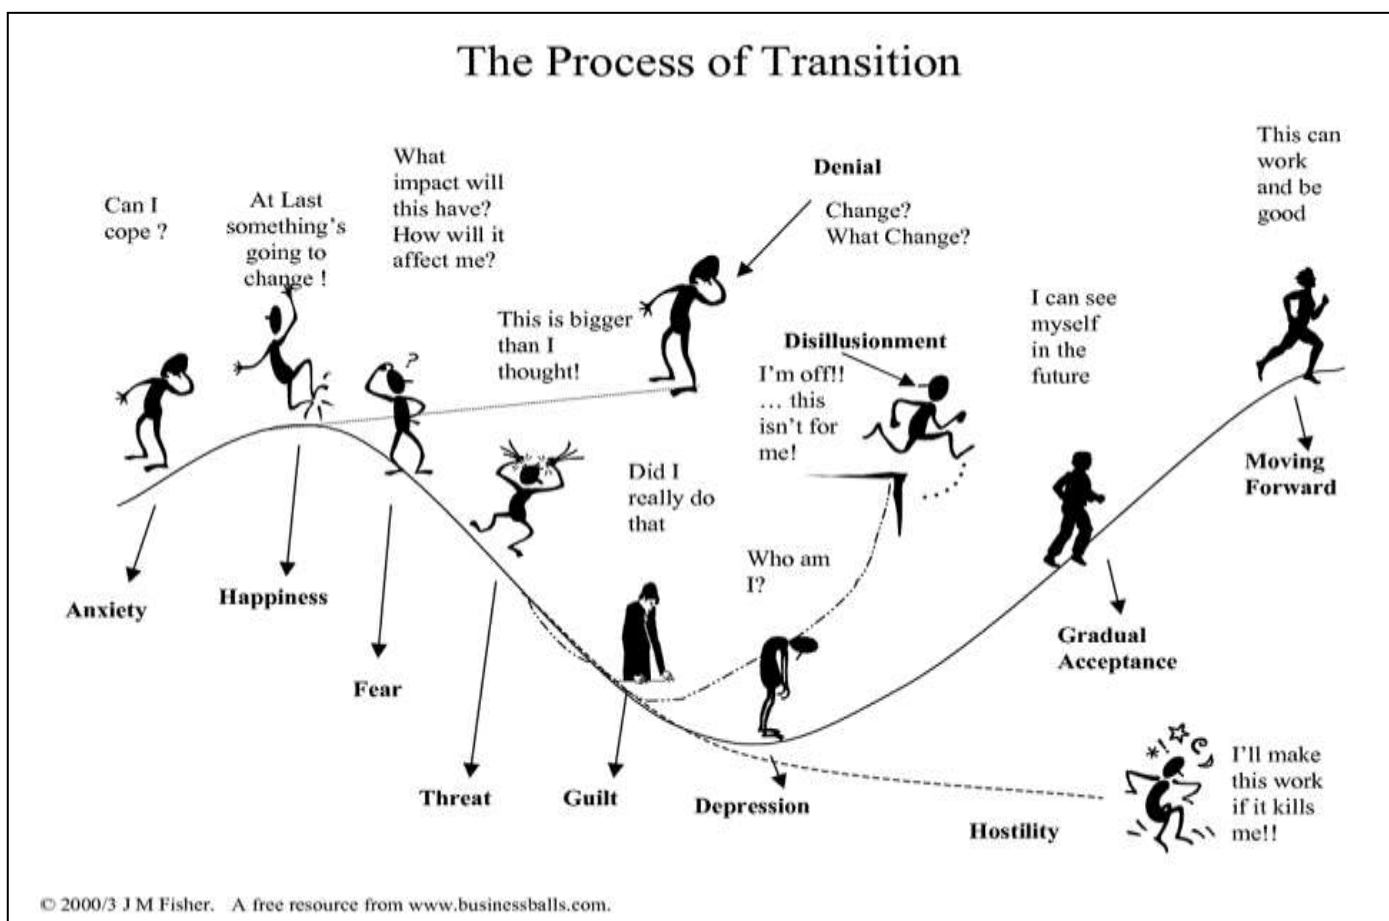 The Process of Transition
Can I
cope ?
At Last
something's
going to
change !
What
impact will
this have?
How will it
affect me?
This is bigger
than I
thought!
Denial
Change?
What Change?
Disillusionment
I'm off!!
... this
isn't for
me!
I can see
myself
in the
future
This can
work
and be
good
?
Did I
really do
that
Who am
I?
Anxiety
Happiness
Fear
Threat
Guilt
Depression
Hostility
Gradual
Acceptance
Moving
Forward
*!
I'll make
this work
if it kills
me!!
© 2000/3 J M Fisher. A free resource from www.businessballs.com.